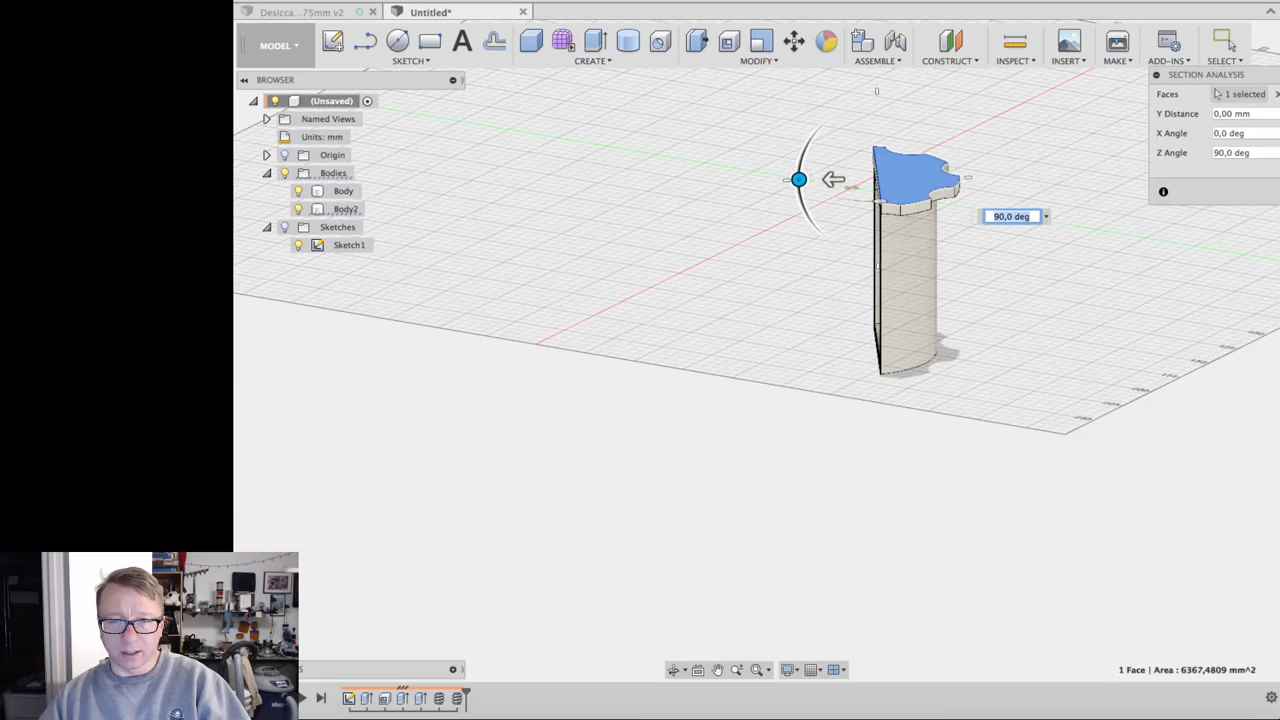 Desicca...75mm v2
Untitled*
MODEL
SKETCH
CREATE
MODIFY
ASSEMBLE
CONSTRUCT
INSPECT
INSERT
MAKE
ADD-INS
SELECT
BROWSER
SECTION ANALYSIS
(Unsaved)
Faces
1 selected
Named Views
Y Distance
0,00 mm
Units: mm
X Angle
0,0 deg
Origin
Z Angle
90,0 deg
Bodies
Body
Body2
90,0 deg
Sketches
Sketch1
1 Face | Area : 6367,4809 mm^2